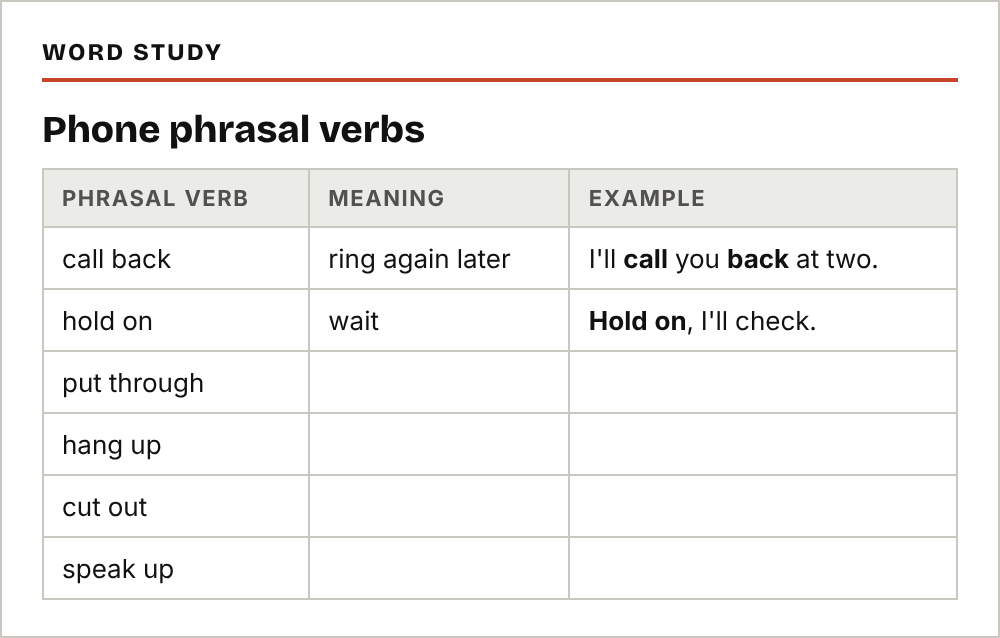 WORD STUDY
Phone phrasal verbs
PHRASAL VERB MEANING EXAMPLE
call back ring again later I'll call you back at two.
hold on wait Hold on, I'll check.
put through
hang up
cut out
speak up